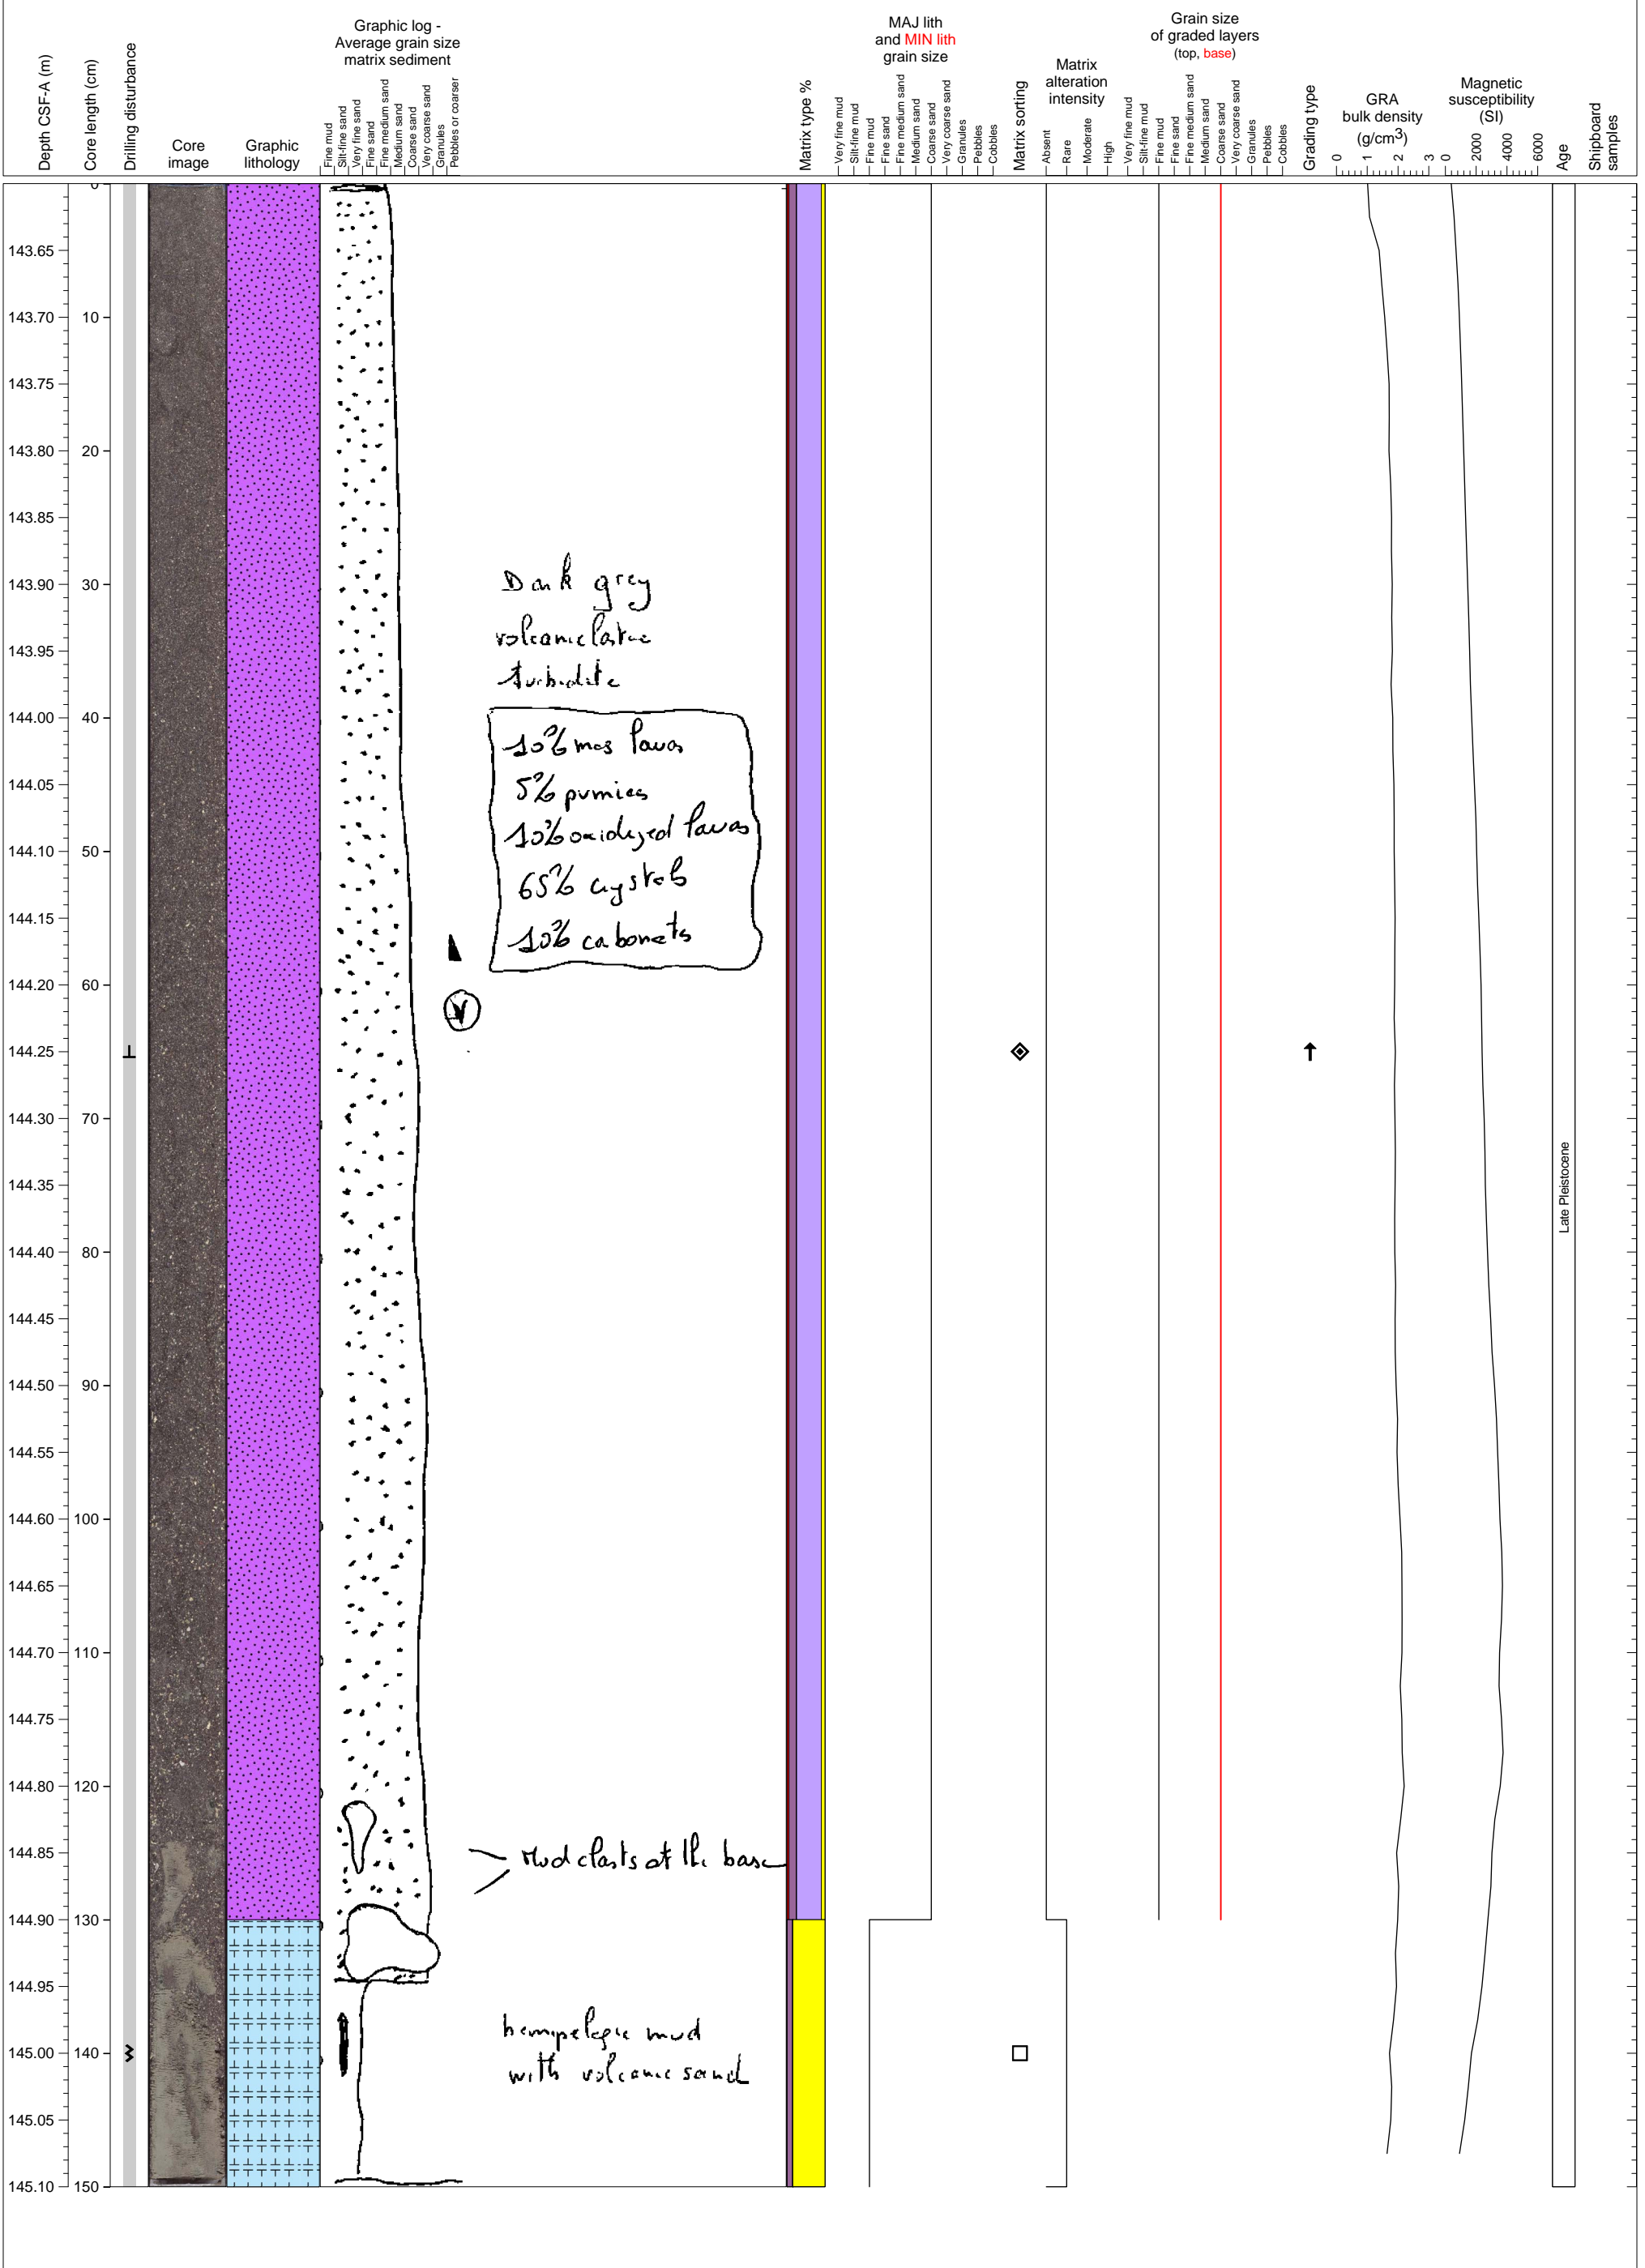 Depth CSF-A (m)
Core length (cm)
Drilling disturbance
Core
image
Graphic
lithology
Graphic log -
Average grain size
matrix sediment
Fine mud
Silt-fine sand
Very fine sand
Fine sand
Fine medium sand
Medium sand
Coarse sand
Very coarse sand
Granules
Pebbles or coarser
Matrix type %
MAJ lith
and MIN lith
grain size
Very fine mud
Silt-fine mud
Fine mud
Fine sand
Fine medium sand
Medium sand
Coarse sand
Very coarse sand
Granules
Pebbles
Cobbles
Matrix sorting
Matrix
alteration
intensity
Absent
Rare
Moderate
High
Grain size
of graded layers
(top, base)
Very fine mud
Silt-fine mud
Fine mud
Fine sand
Fine medium sand
Medium sand
Coarse sand
Very coarse sand
Granules
Pebbles
Cobbles
Grading type
GRA
bulk density
(g/cm3)
0 1 2 3
Magnetic
susceptibility
(SI)
0 2000 4000 6000
Age
Shipboard
samples
0
143.65
143.70 10
143.75
143.80 20
143.85
143.90 30
143.95
144.00 40
144.05
144.10 50
144.15
144.20 60
144.25
144.30 70
144.35
144.40 80
144.45
144.50 90
144.55
144.60 100
144.65
144.70 110
144.75
144.80 120
144.85
144.90 130
144.95
145.00 140
145.05
145.10 150
Dark grey
volcaniclastic
turbidite
10% mas lavas
5% pumices
10% oxidized lavas
65% crystals
10% cabonats
V
Mud clasts at the base
hemipelagic mud
with volcanic sand
Late Pleistocene